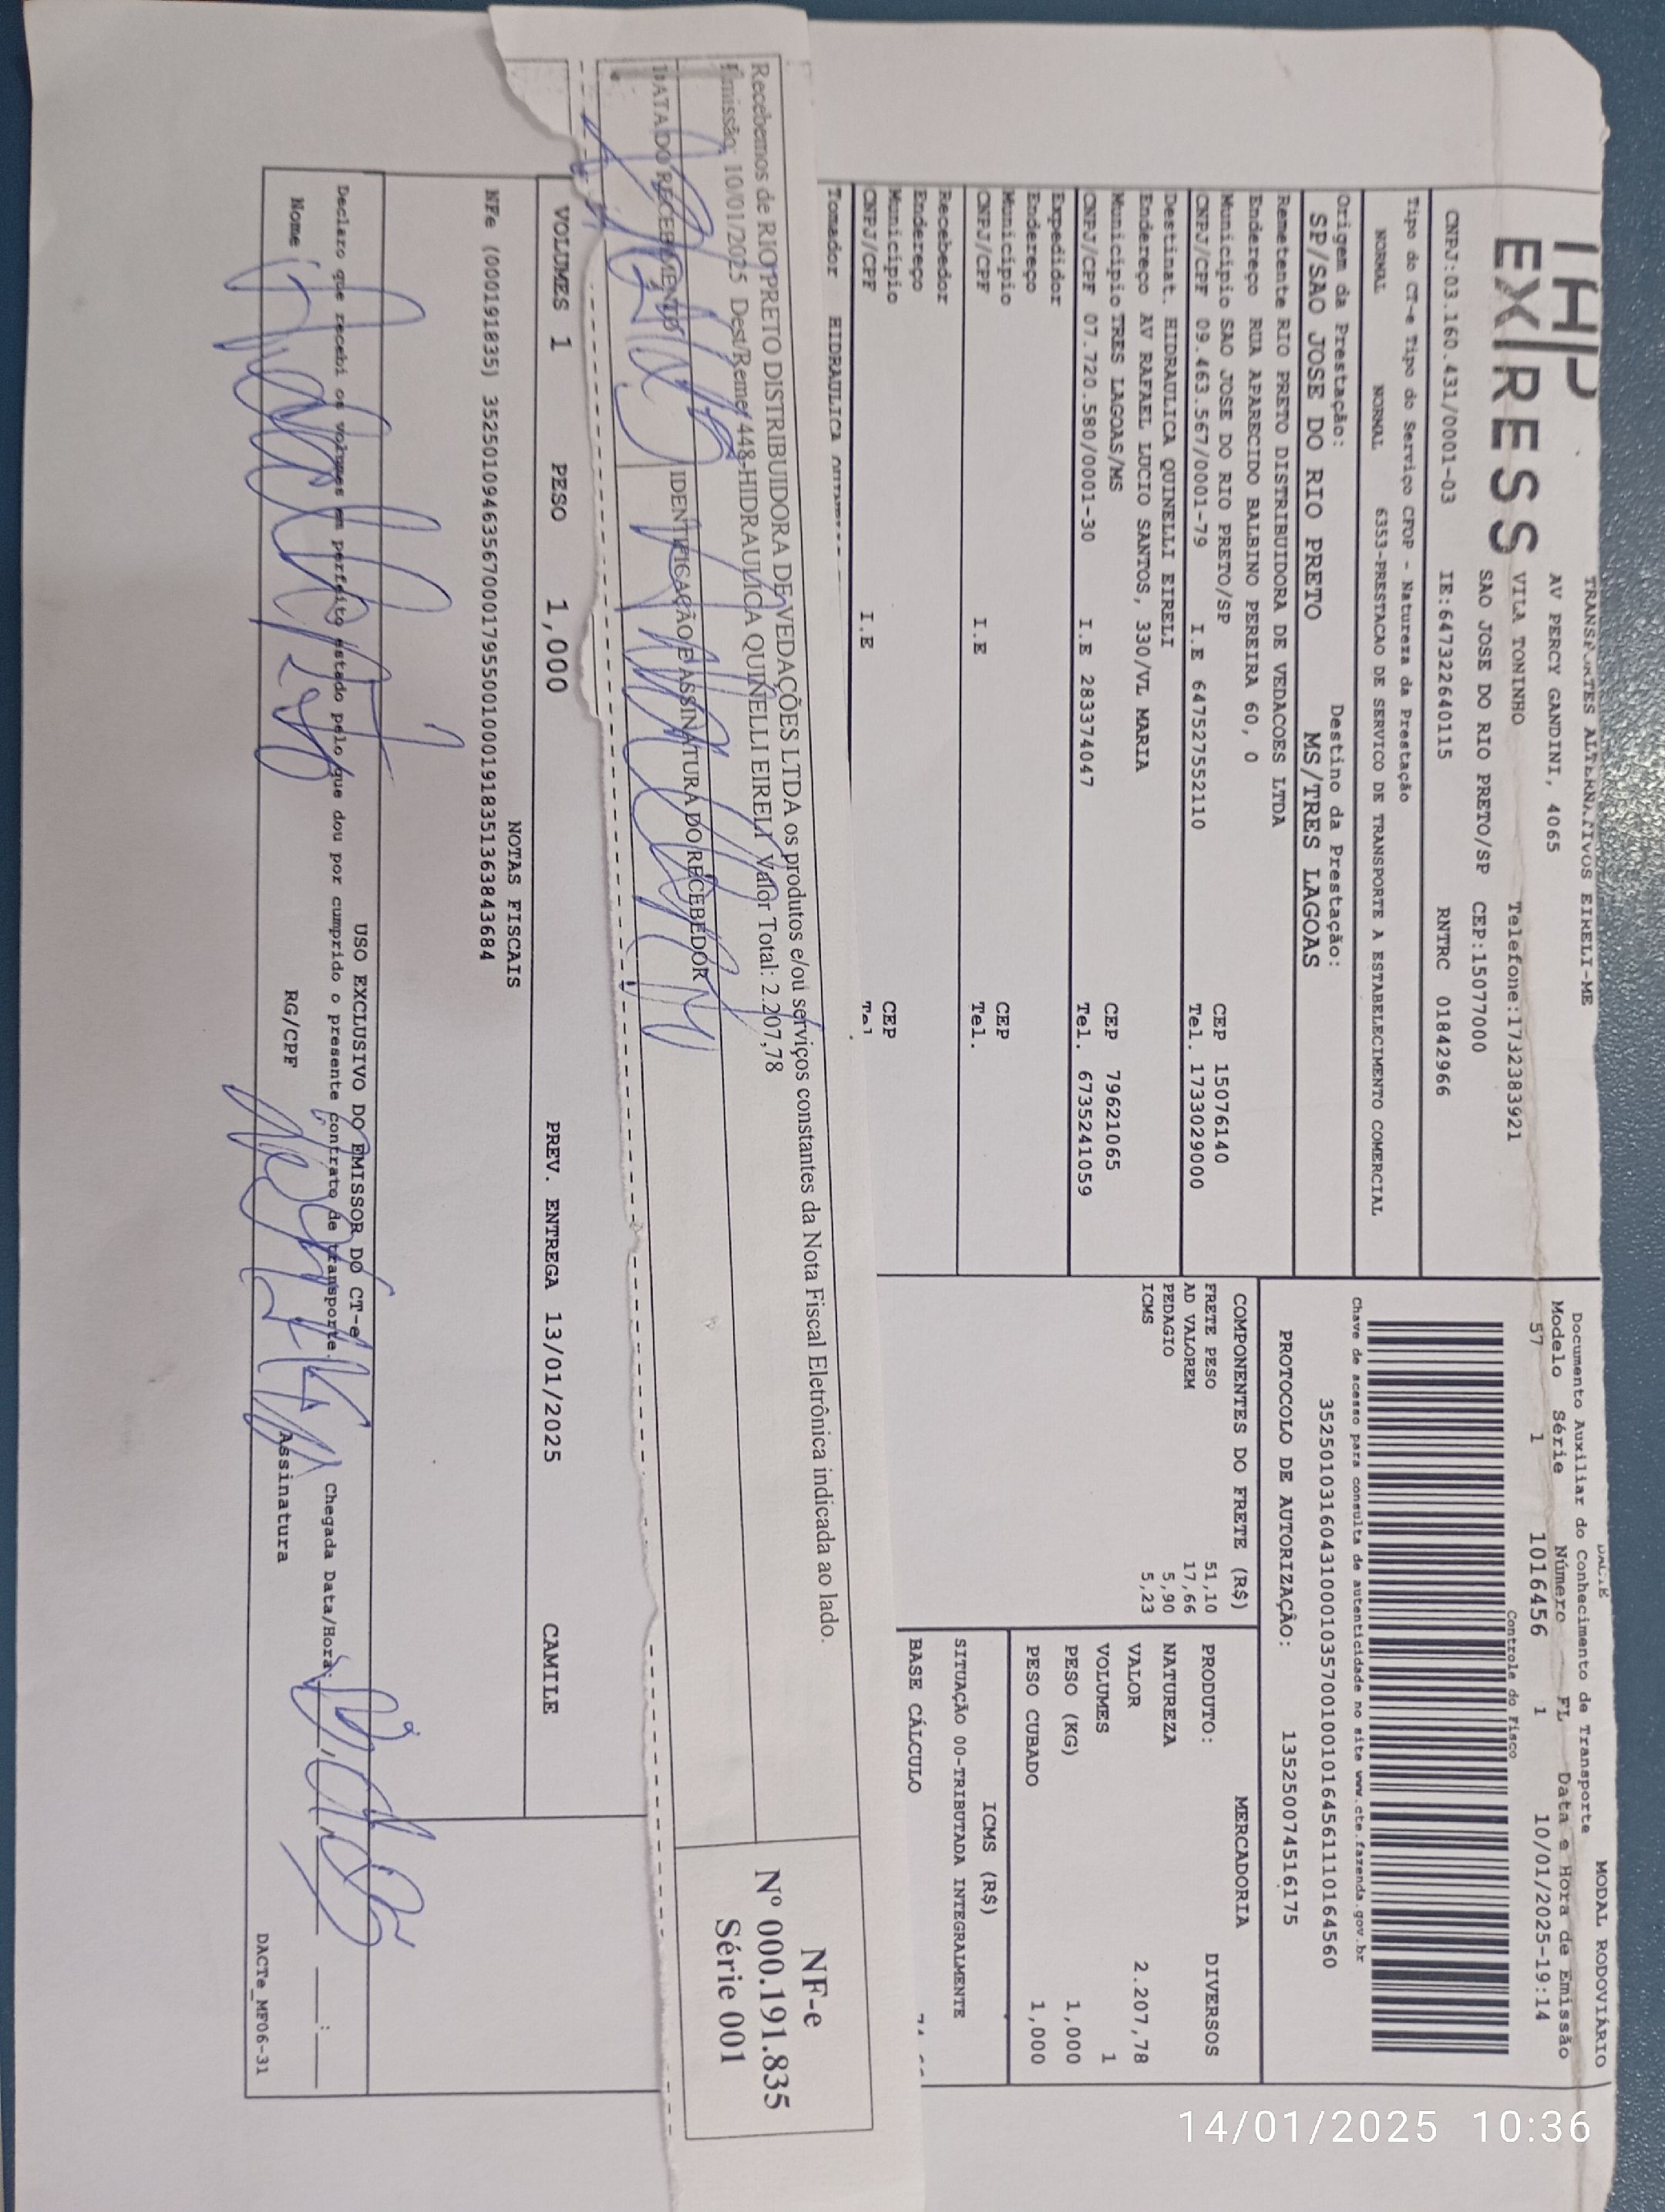 IHP
EXPRESS
TRANSPORTES ALTERNATIVOS EIRELI-ME
AV PERCY GANDINI, 4065
VILA TONINHO Telefone:1732383921
SAO JOSE DO RIO PRETO/SP CEP:15077000
CNPJ:03.160.431/0001-03 IE:647322640115 RNTRC 01842966
Tipo do CT-e Tipo do Serviço CFOP - Natureza da Prestação
NORMAL NORMAL 6353-PRESTACAO DE SERVICO DE TRANSPORTE A ESTABELECIMENTO COMERCIAL
Origem da Prestação: Destino da Prestação:
SP/SAO JOSE DO RIO PRETO MS/TRES LAGOAS
Remetente RIO PRETO DISTRIBUIDORA DE VEDACOES LTDA
Endereço RUA APARECIDO BALBINO PEREIRA 60, 0
Município SAO JOSE DO RIO PRETO/SP CEP 15076140
CNPJ/CPF 09.463.567/0001-79 I.E 647527552110 Tel. 1733029000
Destinat. HIDRAULICA QUINELLI EIRELI
Endereço AV RAFAEL LUCIO SANTOS, 330/VL MARIA
Município TRES LAGOAS/MS CEP 79621065
CNPJ/CPF 07.720.580/0001-30 I.E 283374047 Tel. 6735241059
Expedidor
Endereço
Município CEP
CNPJ/CPF I.E Tel.
Recebedor
Endereço
Município CEP
CNPJ/CPF I.E Tel
Tomador HIDRAULICA
DACTE MODAL RODOVIÁRIO
Documento Auxiliar do Conhecimento de Transporte
Modelo Série Número FL Data e Hora de Emissão
57 1 1016456 1 10/01/2025-19:14
Controle do Fisco
Chave de acesso para consulta de autenticidade no site www.cte.fazenda.gov.br
35250103160431000103570010010164561110164560
PROTOCOLO DE AUTORIZAÇÃO: 135250074516175
COMPONENTES DO FRETE (R$)
FRETE PESO 51,10
AD VALOREM 17,66
PEDAGIO 5,90
ICMS 5,23
MERCADORIA
PRODUTO: DIVERSOS
NATUREZA
VALOR 2.207,78
VOLUMES 1
PESO (KG) 1,000
PESO CUBADO 1,000
ICMS (R$)
SITUAÇÃO 00-TRIBUTADA INTEGRALMENTE
BASE CÁLCULO
Recebemos de RIO PRETO DISTRIBUIDORA DE VEDAÇÕES LTDA os produtos e/oui serviços constantes da Nota Fiscal Eletrônica indicada ao lado.
Emissão: 10/01/2025 Dest/Reme: 448-HIDRAULICA QUINELLI EIRELI Valor Total: 2.207,78
DATA DO RECEBIMENTO IDENTIFICAÇÃO E ASSINATURA DO RECEBEDOR
NF-e
Nº 000.191.835
Série 001
VOLUMES 1 PESO 1,000 PREV. ENTREGA 13/01/2025 CAMILE
NOTAS FISCAIS
NFe (000191835) 35250109463567000179550010001918351363843684
USO EXCLUSIVO DO EMISSOR DO CT-e
Declaro que recebi os volumes em perfeito estado pelo que dou por cumprido o presente contrato de transporte.
Chegada Data/Hora:
Nome RG/CPF Assinatura
DACTe_MF06-31
14/01/2025 10:36